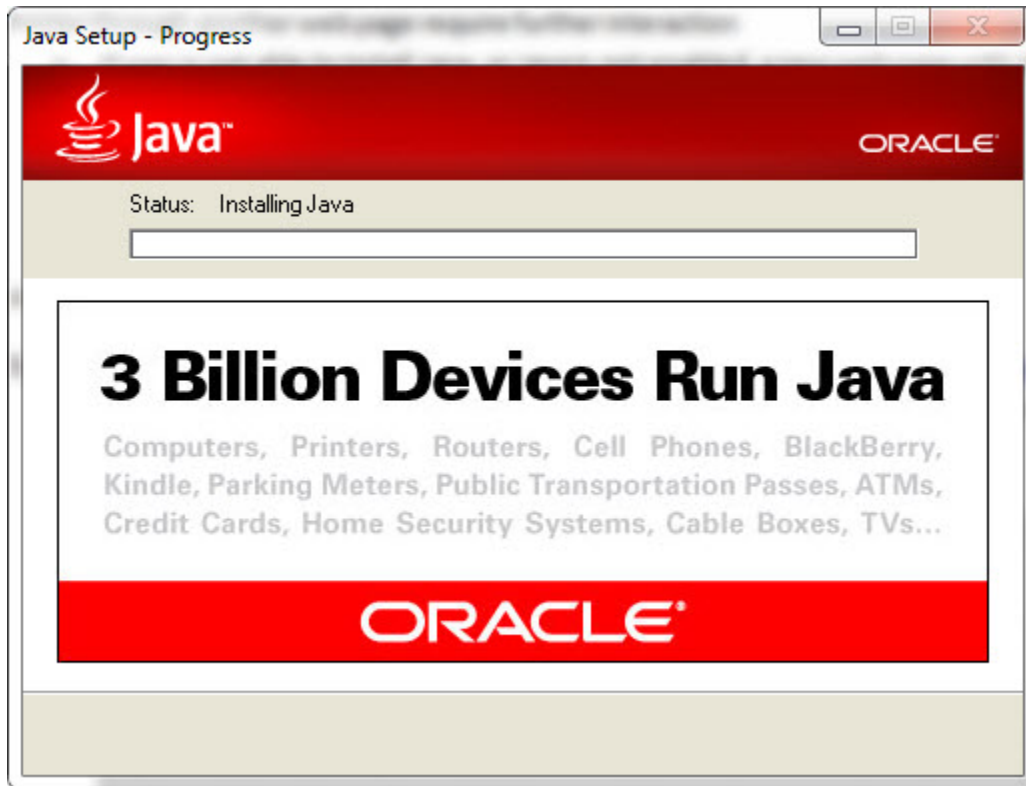 Java Setup - Progress
Java™
ORACLE®
Status: Installing Java
3 Billion Devices Run Java
Computers, Printers, Routers, Cell Phones, BlackBerry,
Kindle, Parking Meters, Public Transportation Passes, ATMs,
Credit Cards, Home Security Systems, Cable Boxes, TVs...
ORACLE®